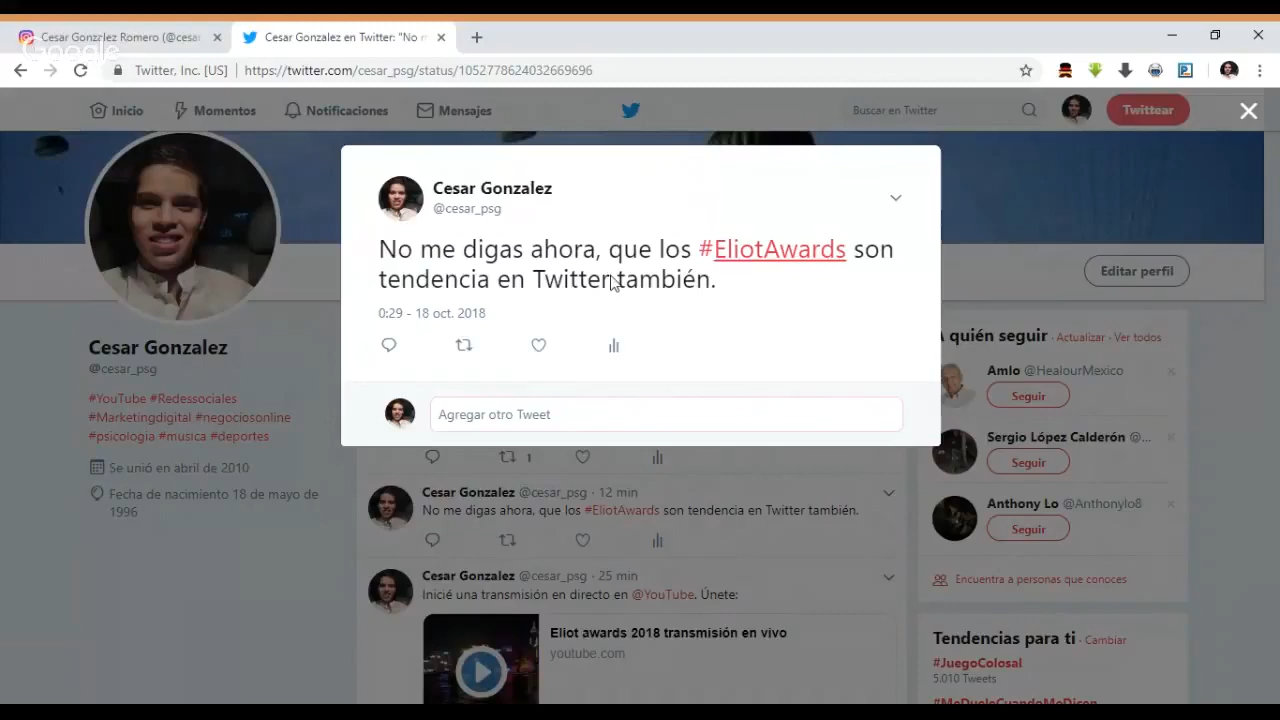 Cesar Gonzalez Romero (@cesa
Cesar Gonzalez en Twitter: "No m
Google
Twitter, Inc. [US]
https://twitter.com/cesar_psg/status/1052778624032669696
Inicio
Momentos
Notificaciones
Mensajes
Buscar en Twitter
Twittear
Cesar Gonzalez
@cesar_psg
No me digas ahora, que los #EliotAwards son
tendencia en Twitter también.
0:29 - 18 oct. 2018
Agregar otro Tweet
Editar perfil
Cesar Gonzalez
@cesar_psg
#YouTube #Redessociales
#Marketingdigital #negociosonline
#psicologia #musica #deportes
Se unió en abril de 2010
Fecha de nacimiento 18 de mayo de
1996
1
Cesar Gonzalez @cesar_psg · 12 min
No me digas ahora, que los #EliotAwards son tendencia en Twitter también.
Cesar Gonzalez @cesar_psg · 25 min
Inicié una transmisión en directo en @YouTube. Únete:
Eliot awards 2018 transmisión en vivo
youtube.com
A quién seguir · Actualizar · Ver todos
Amlo @HealourMexico
Seguir
Sergio López Calderón @...
Seguir
Anthony Lo @Anthonylo8
Seguir
Encuentra a personas que conoces
Tendencias para ti · Cambiar
#JuegoColosal
5.010 Tweets
#MeDueleCuandoMeDicen